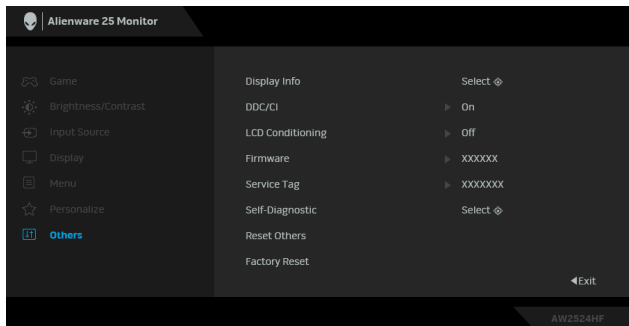 Alienware 25 Monitor
Game
Display Info Select
Brightness/Contrast
DDC/CI On
Input Source
LCD Conditioning Off
Display
Firmware XXXXXX
Menu
Service Tag XXXXXXX
Personalize
Self-Diagnostic Select
Others
Reset Others
Factory Reset
Exit
AW2524HF